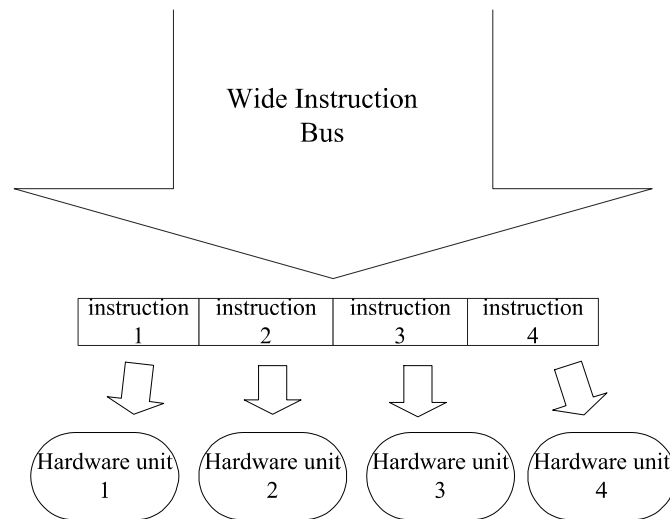 Wide Instruction
Bus
instruction
1
instruction
2
instruction
3
instruction
4
Hardware unit
1
Hardware unit
2
Hardware unit
3
Hardware unit
4